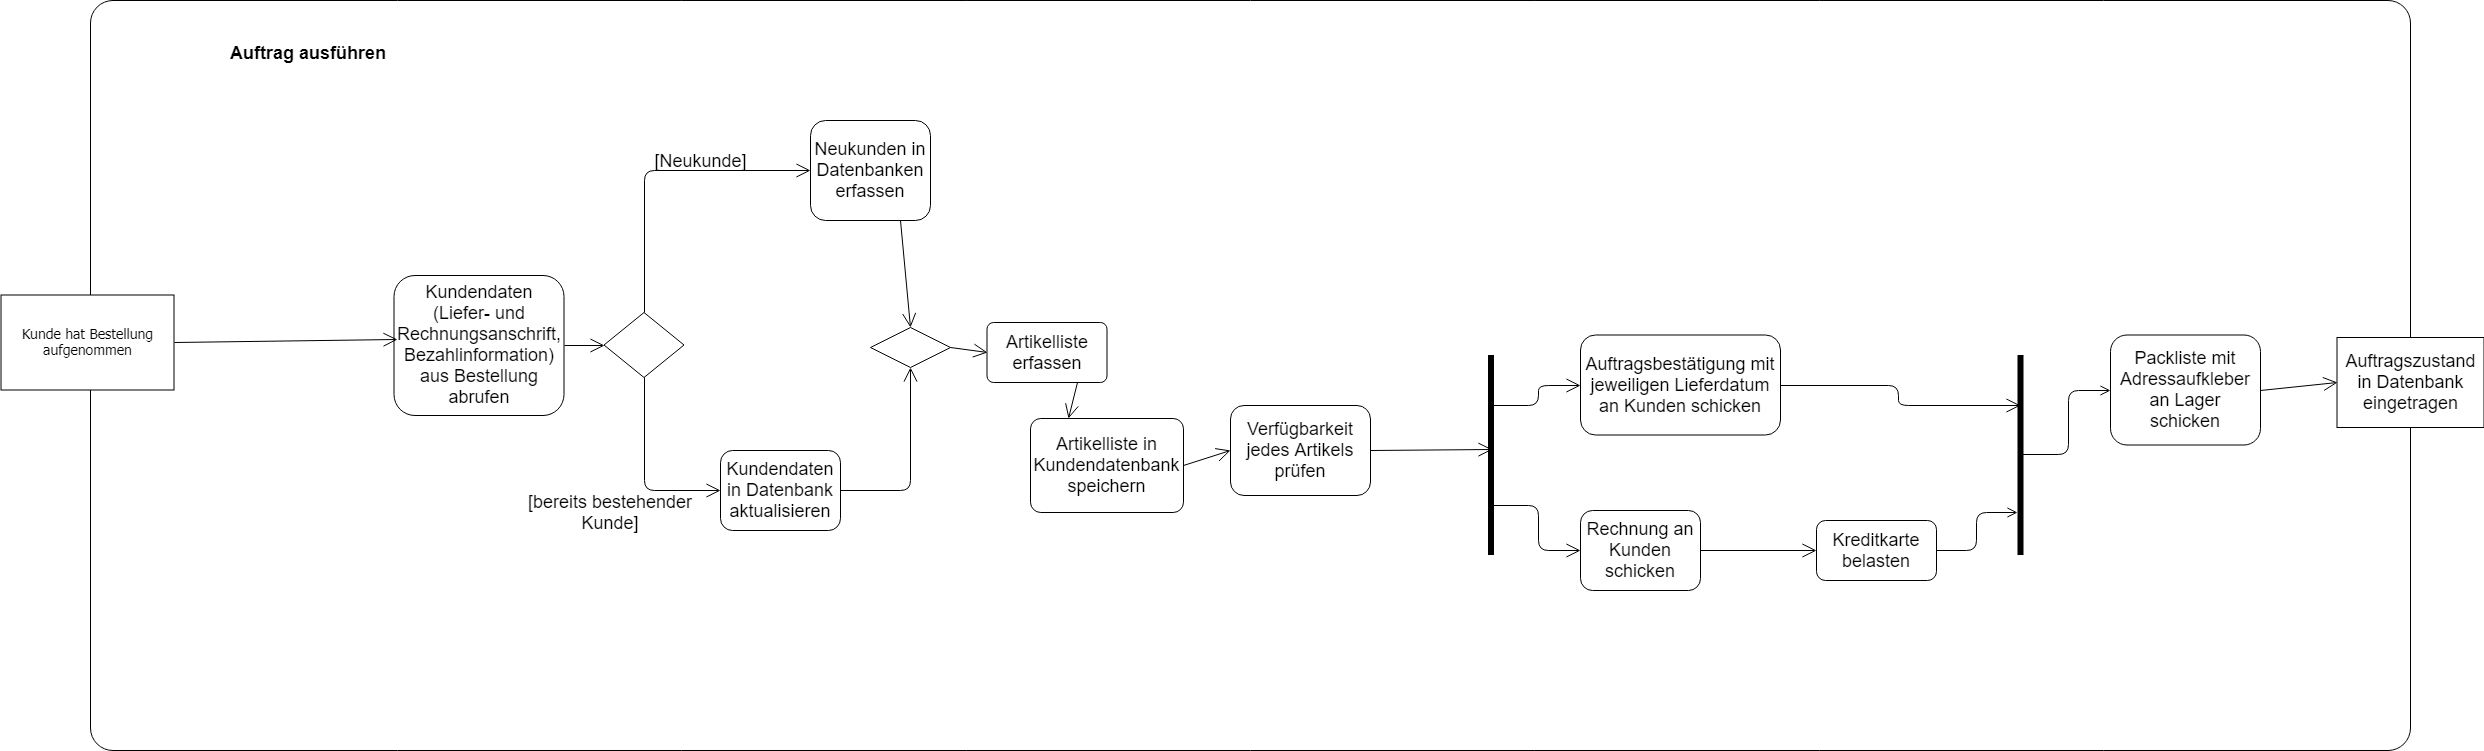 Auftrag ausführen
Kunde hat Bestellung
aufgenommen
Kundendaten
(Liefer- und
Rechnungsanschrift,
Bezahlinformation)
aus Bestellung
abrufen
[Neukunde]
Neukunden in
Datenbanken
erfassen
[bereits bestehender
Kunde]
Kundendaten
in Datenbank
aktualisieren
Artikelliste
erfassen
Artikelliste in
Kundendatenbank
speichern
Verfügbarkeit
jedes Artikels
prüfen
Auftragsbestätigung mit
jeweiligen Lieferdatum
an Kunden schicken
Rechnung an
Kunden
schicken
Kreditkarte
belasten
Packliste mit
Adressaufkleber
an Lager
schicken
Auftragszustand
in Datenbank
eingetragen